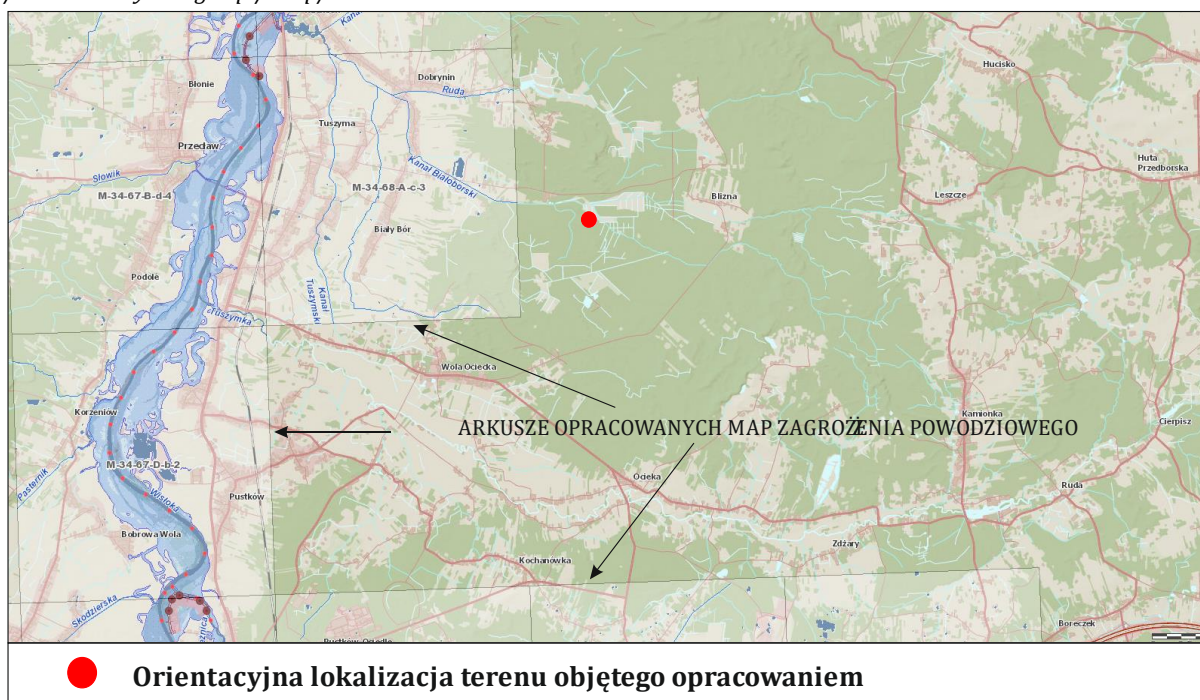 Kana
Hucisko
Błonie
Dobrynin
Ruda
Tuszyma
Przecław
Słowik
Kanał Białoborski
Huta
Przedborska
M-34-67-B-d-4
M-34-68-A-c-3
Leszcze
Blizna
Biały Bór
Podole
Kanał
Tuszymski
Tuszymka
Wola Ociecka
Korzeniów
Kamionka
Cierpisz
ARKUSZE OPRACOWANYCH MAP ZAGROŻENIA POWODZIOWEGO
M-34-67-D-b-2
Pasternik
Ocieka
Ruda
Wisłoka
Pustków
Bobrowa Wola
Zdżary
Kochanówka
Skodzierska
Boreczek
Pustków Osiedle
Orientacyjna lokalizacja terenu objętego opracowaniem